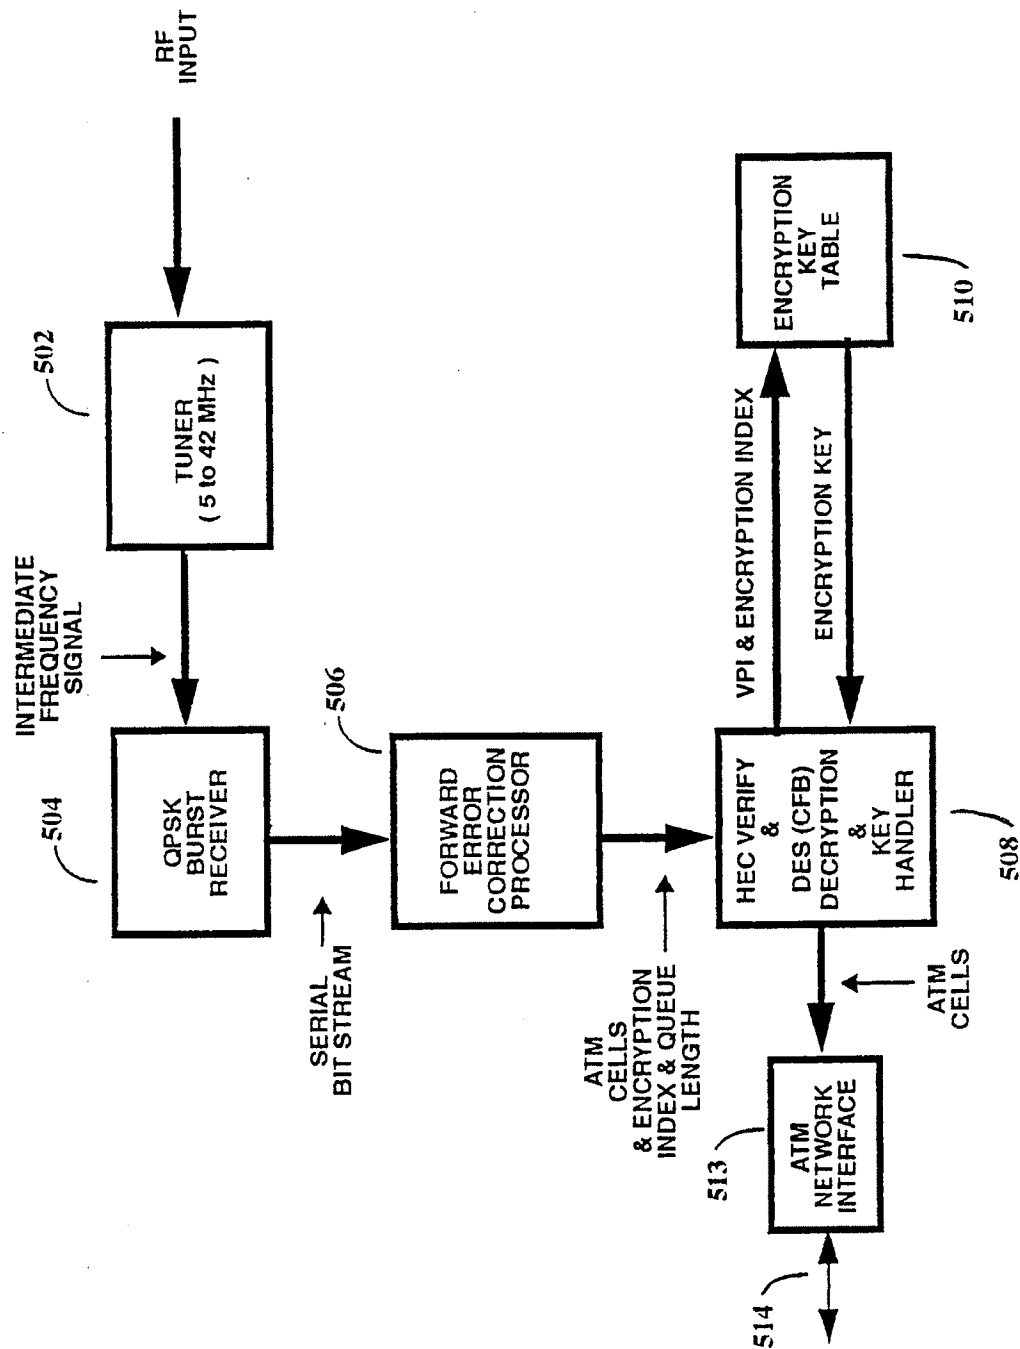 RF
INPUT
502
TUNER
( 5 to 42 MHz )
INTERMEDIATE
FREQUENCY
SIGNAL
504
QPSK
BURST
RECEIVER
SERIAL
BIT STREAM
506
FORWARD
ERROR
CORRECTION
PROCESSOR
ATM
CELLS
& ENCRYPTION
INDEX & QUEUE
LENGTH
HEC VERIFY
&
DES (CFB)
DECRYPTION
&
KEY
HANDLER
508
VPI & ENCRYPTION INDEX
ENCRYPTION KEY
ENCRYPTION
KEY
TABLE
510
ATM
CELLS
513
ATM
NETWORK
INTERFACE
514